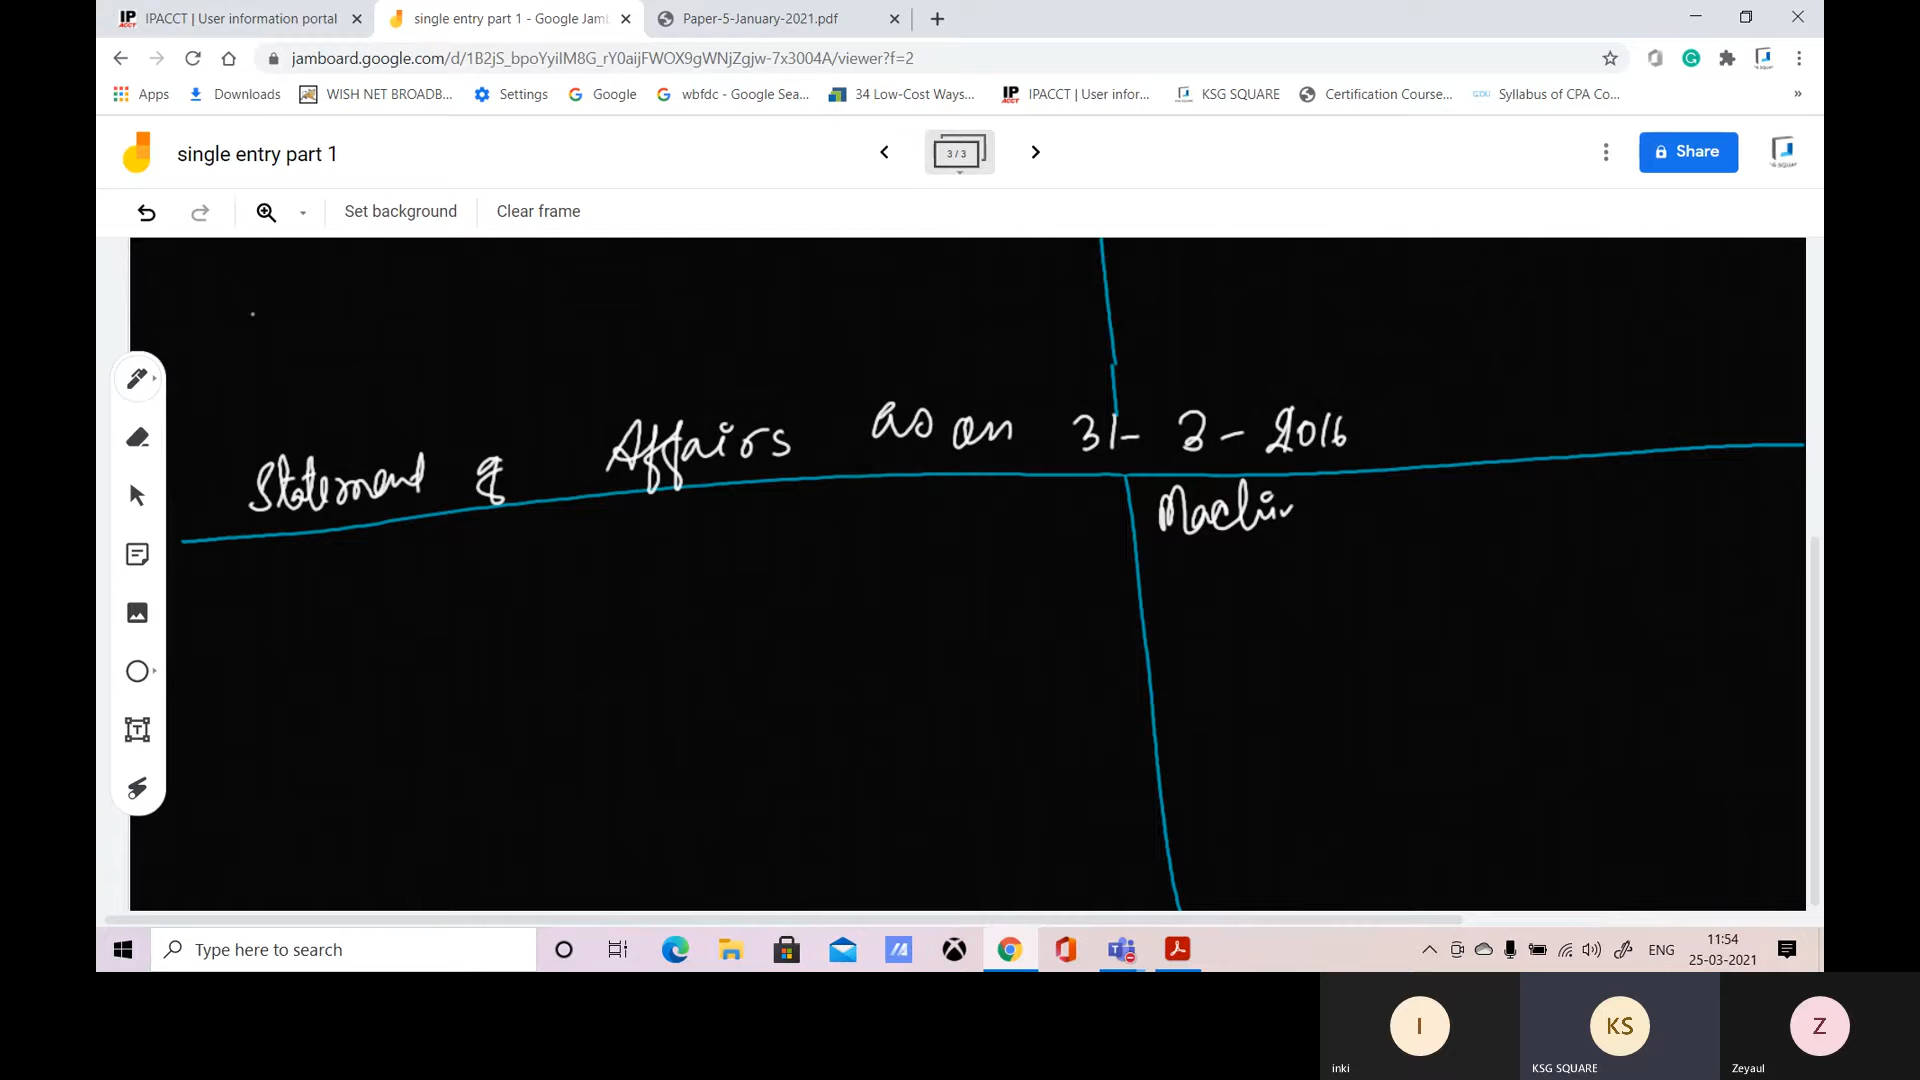 IPACCT | User information portal
single entry part 1 - Google Jam
Paper-5-January-2021.pdf
jamboard.google.com/d/1B2jS_bpoYyiIM8G_rY0aijFWOX9gWNjZgjw-7x3004A/viewer?f=2
Apps Downloads WISH NET BROADB... Settings Google wbfdc - Google Sea... 34 Low-Cost Ways... IPACCT | User infor... KSG SQUARE Certification Course... Syllabus of CPA Co... »
single entry part 1
3 / 3
Share
Set background Clear frame
Statement of Affairs as on 31-3-2016
Machin
Type here to search
ENG
11:54
25-03-2021
I KS Z
inki KSG SQUARE Zeyaul